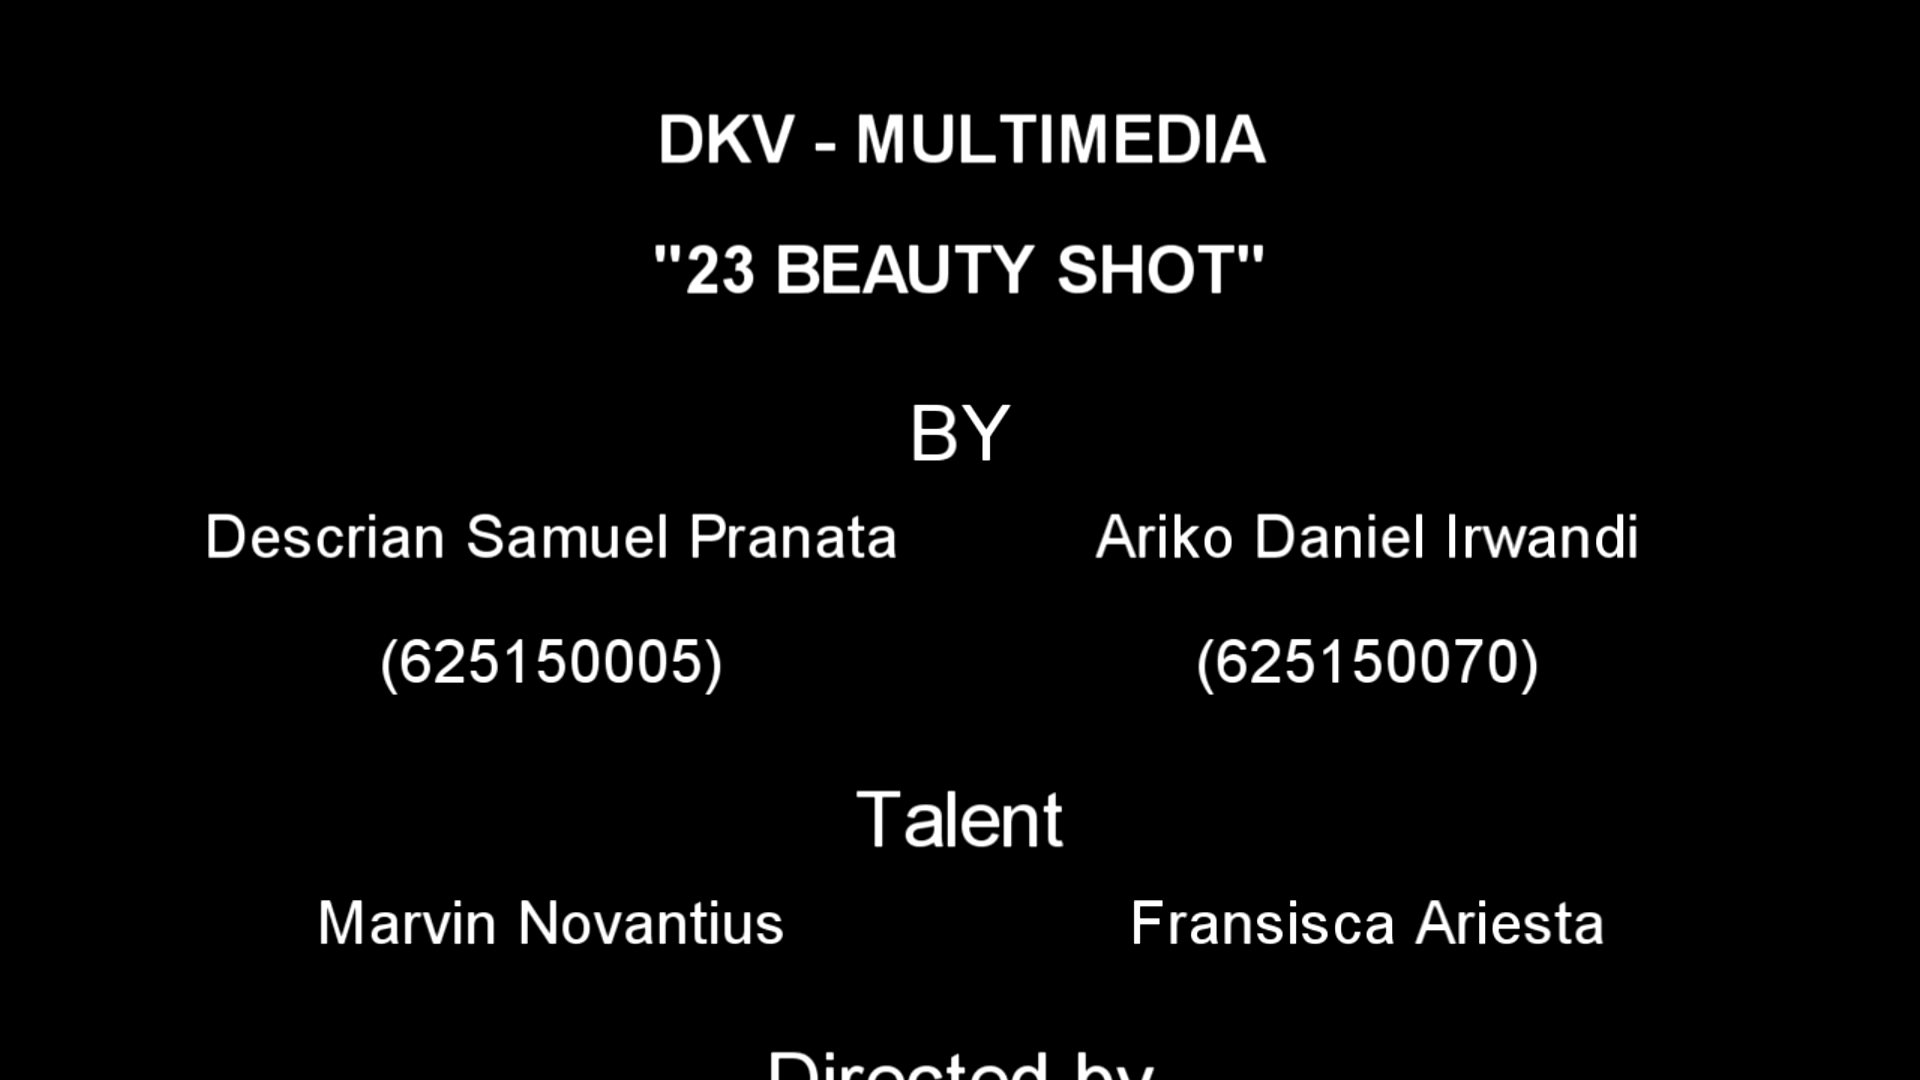 DKV - MULTIMEDIA
"23 BEAUTY SHOT"
BY
Descrian Samuel Pranata Ariko Daniel Irwandi
(625150005) (625150070)
Talent
Marvin Novantius Fransisca Ariesta
Directed by